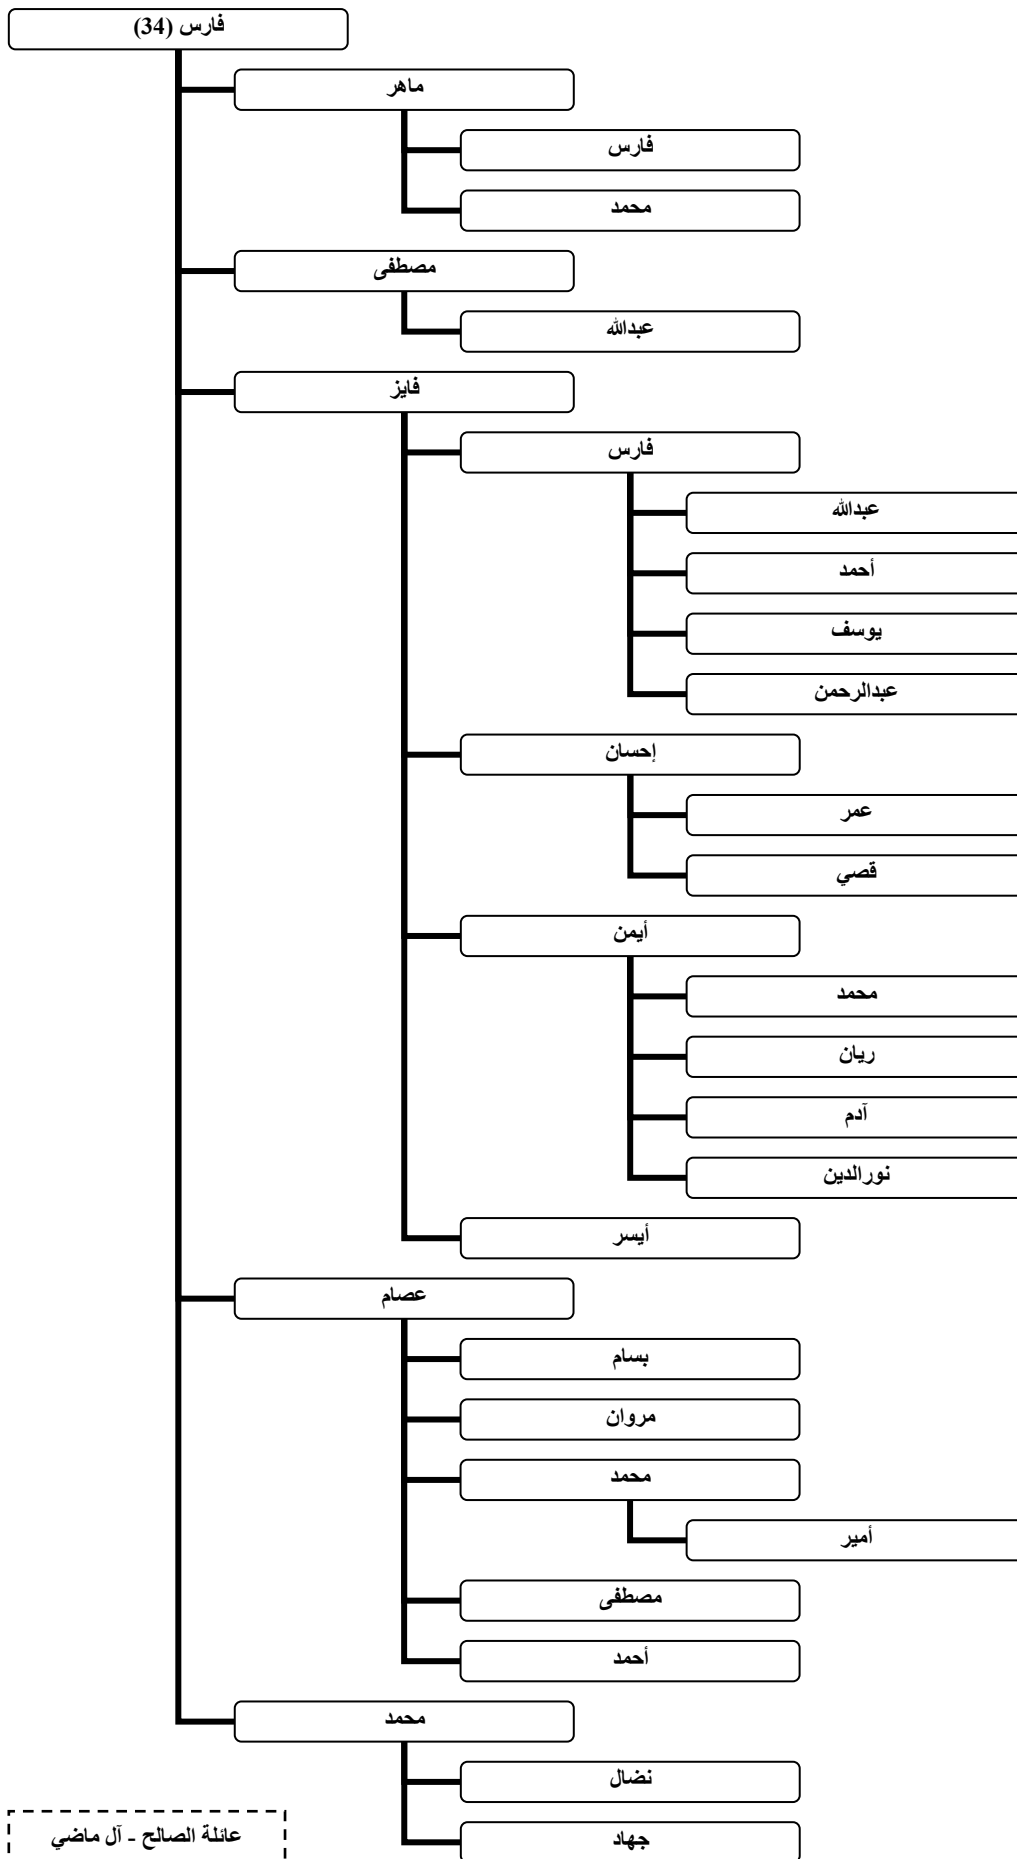 فارس (34)
ماهر
فارس
محمد
مصطفى
عبدالله
فايز
فارس
عبدالله
أحمد
يوسف
عبدالرحمن
إحسان
عمر
قصي
أيمن
محمد
ريان
آدم
نورالدين
أيسر
عصام
بسام
مروان
محمد
أمير
مصطفى
أحمد
محمد
نضال
جهاد
عائلة الصالح - آل ماضي